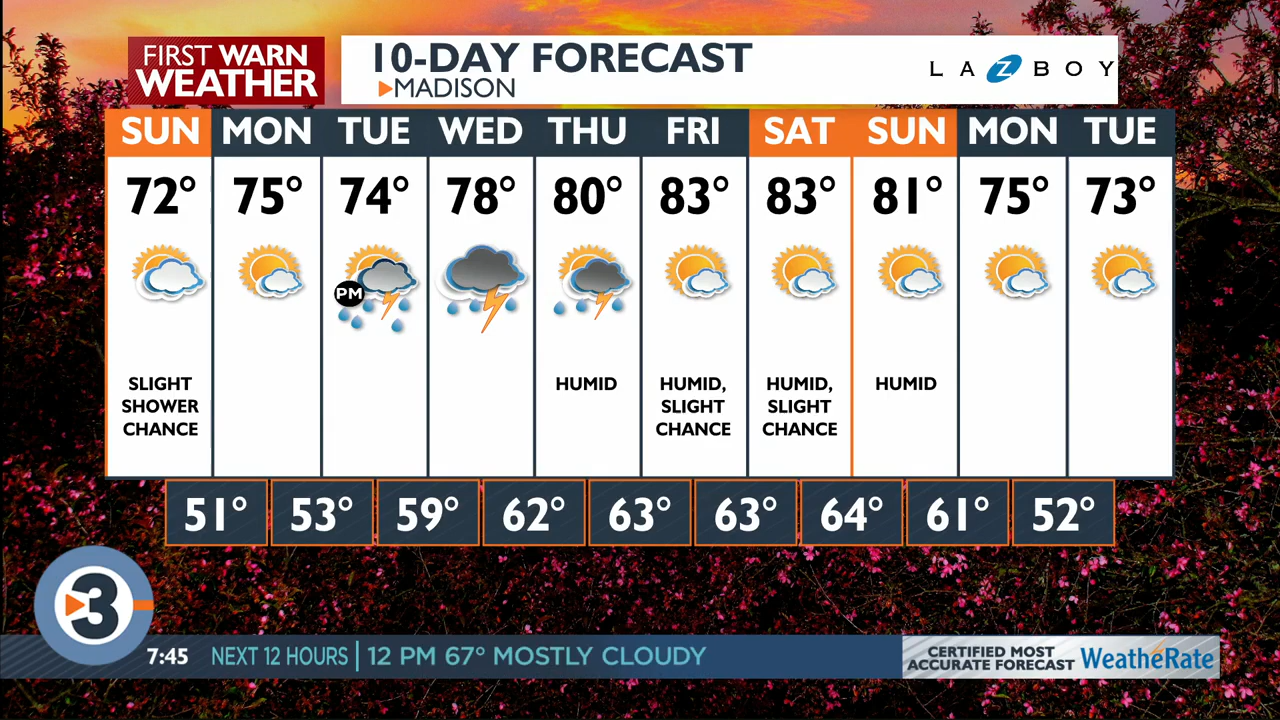 FIRST WARN
WEATHER
10-DAY FORECAST
MADISON
LA Z BOY
SUN MON TUE WED THU FRI SAT SUN MON TUE
72° 75° 74° 78° 80° 83° 83° 81° 75° 73°
PM
SLIGHT
SHOWER
CHANCE
HUMID
HUMID,
SLIGHT
CHANCE
HUMID,
SLIGHT
CHANCE
HUMID
51° 53° 59° 62° 63° 63° 64° 61° 52°
3
7:45 NEXT 12 HOURS 12 PM 67° MOSTLY CLOUDY
CERTIFIED MOST
ACCURATE FORECAST
WeatheRate